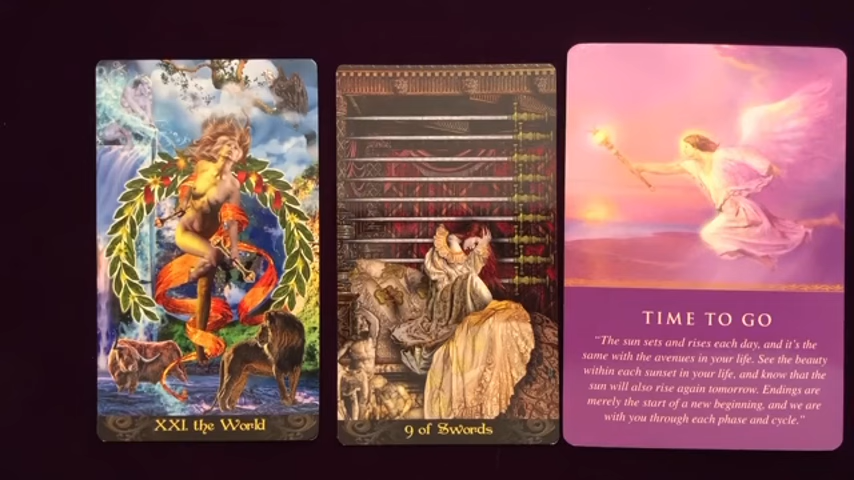 XXI. the World
9 of Swords
TIME TO GO
"The sun sets and rises each day, and it's the
same with the avenues in your life. See the beauty
within each sunset in your life, and know that the
sun will also rise again tomorrow. Endings are
merely the start of a new beginning, and we are
with you through each phase and cycle."